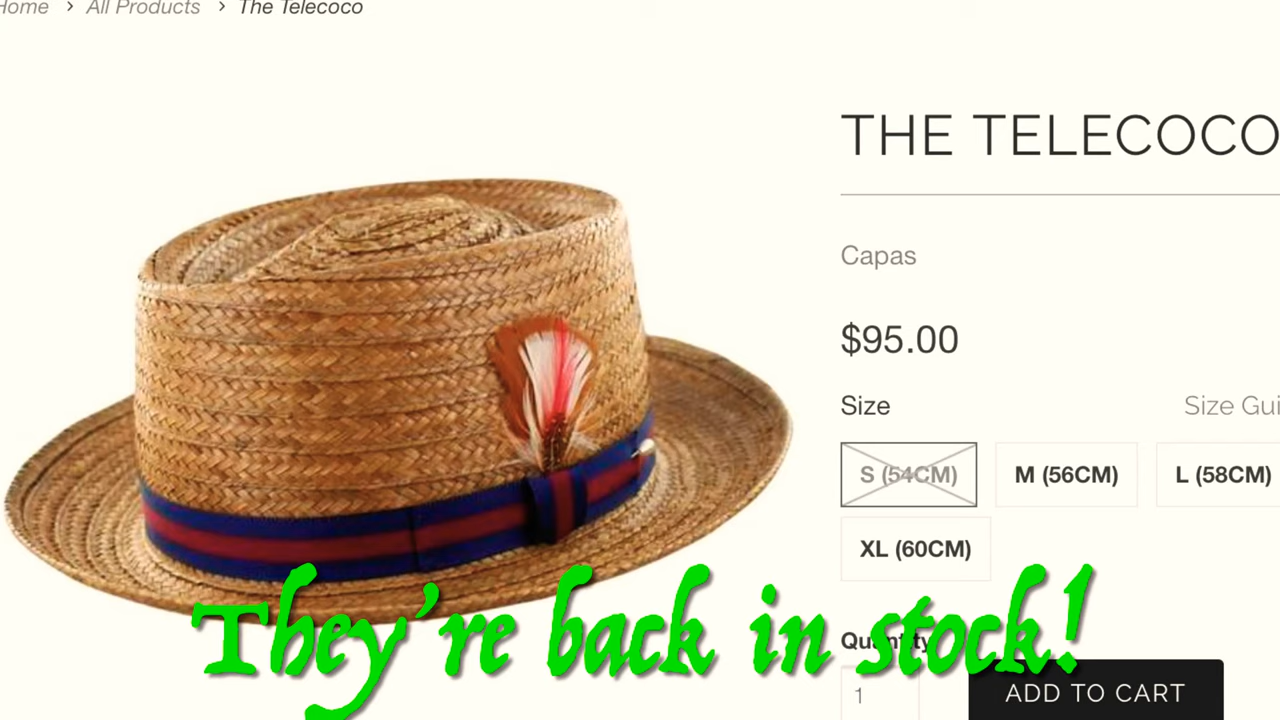 Home > All Products > The Telecoco
THE TELECOCO
Capas
$95.00
Size Size Gui
S (54CM) M (56CM) L (58CM)
XL (60CM)
They're back in stock!
Quantity
1 ADD TO CART